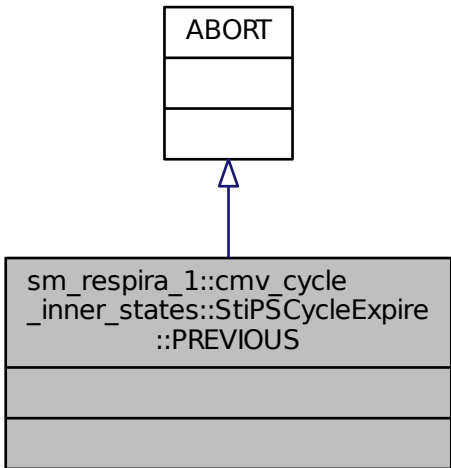 ABORT
sm_respira_1::cmv_cycle
_inner_states::StiPSCycleExpire
::PREVIOUS